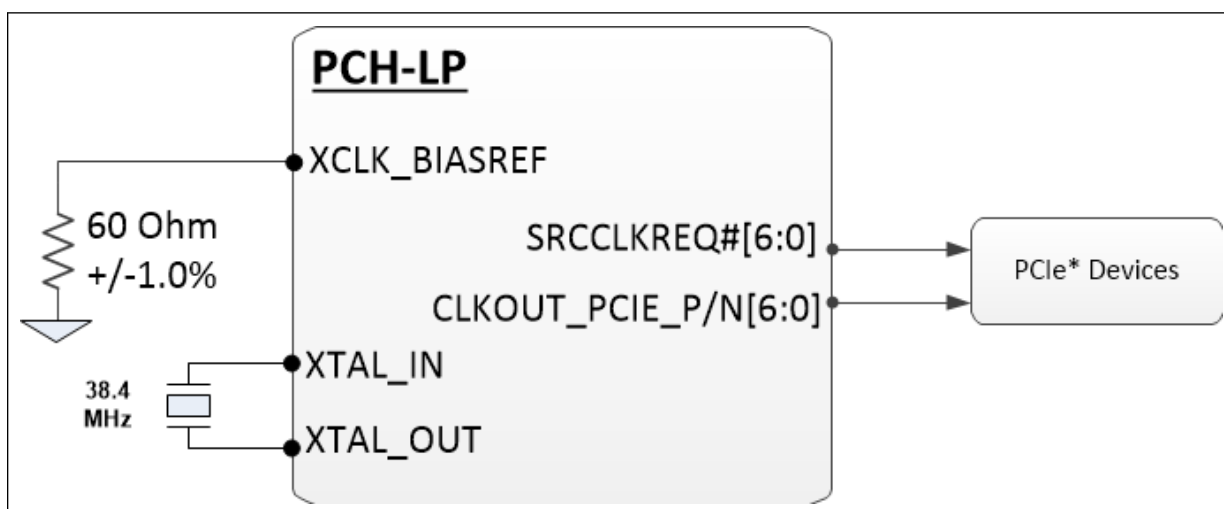 PCH-LP
XCLK_BIASREF
60 Ohm
+/-1.0%
SRCCLKREQ#[6:0]
CLKOUT_PCIE_P/N[6:0]
PCIe* Devices
XTAL_IN
38.4
MHz
XTAL_OUT